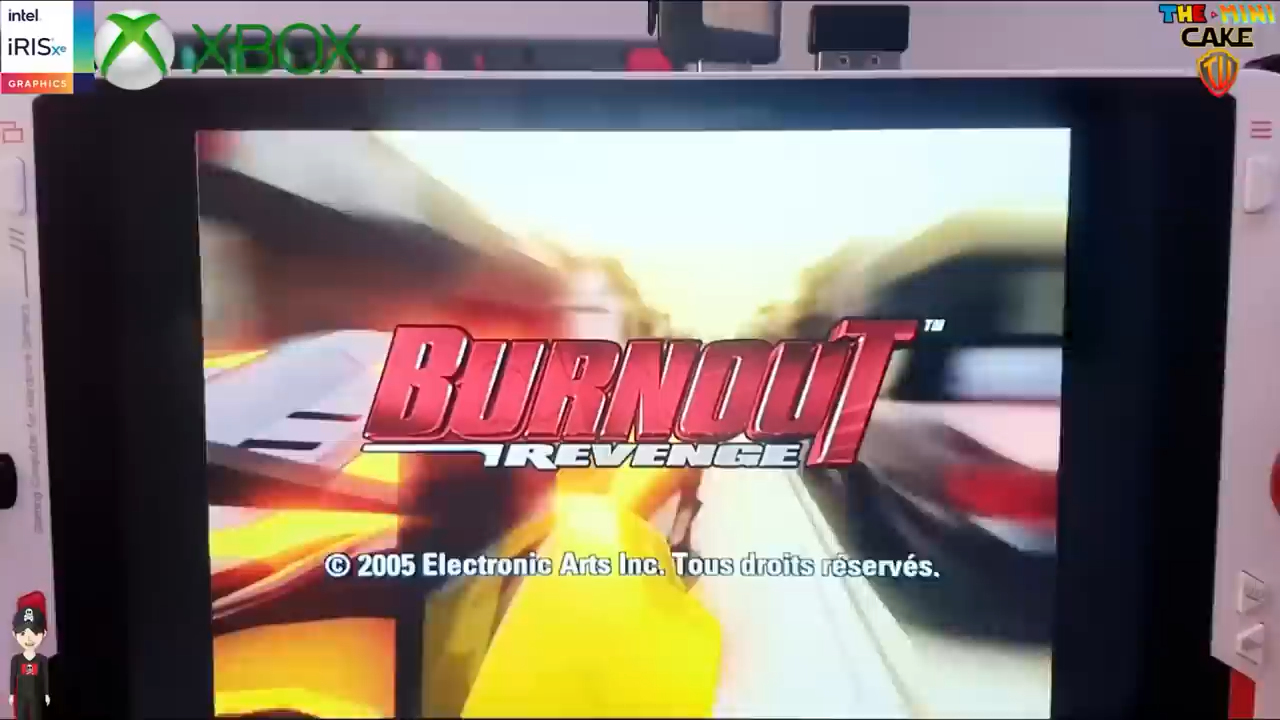 intel
iRISxe
GRAPHICS
XBOX
THE MINI
CAKE
BURNOUT™
REVENGE
© 2005 Electronic Arts Inc. Tous droits réservés.